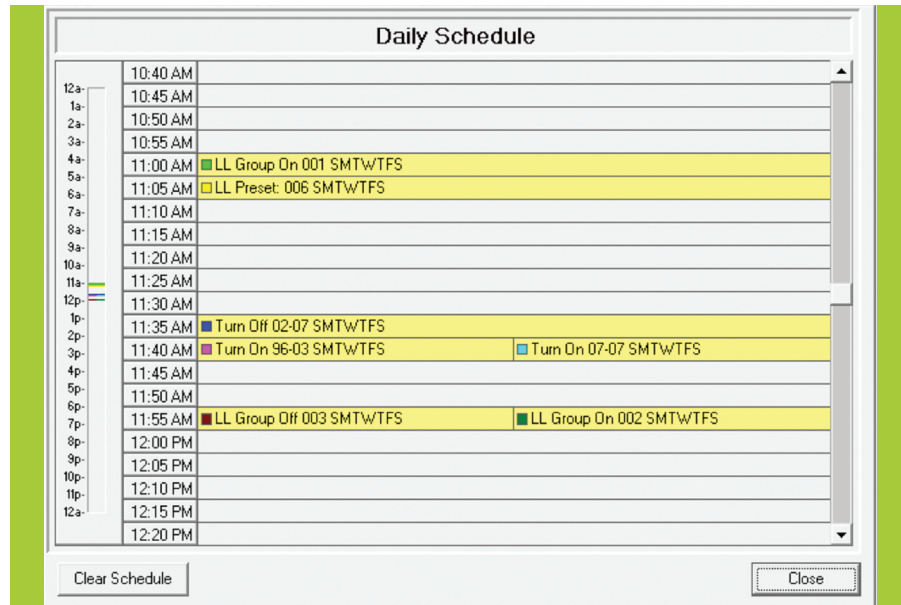 Daily Schedule
12a-
1a-
2a-
3a-
4a-
5a-
6a-
7a-
8a-
9a-
10a-
11a-
12p-
1p-
2p-
3p-
4p-
5p-
6p-
7p-
8p-
9p-
10p-
11p-
12a-
10:40 AM
10:45 AM
10:50 AM
10:55 AM
11:00 AM LL Group On 001 SMTWTFS
11:05 AM LL Preset: 006 SMTWTFS
11:10 AM
11:15 AM
11:20 AM
11:25 AM
11:30 AM
11:35 AM Turn Off 02-07 SMTWTFS
11:40 AM Turn On 96-03 SMTWTFS Turn On 07-07 SMTWTFS
11:45 AM
11:50 AM
11:55 AM LL Group Off 003 SMTWTFS LL Group On 002 SMTWTFS
12:00 PM
12:05 PM
12:10 PM
12:15 PM
12:20 PM
Clear Schedule Close